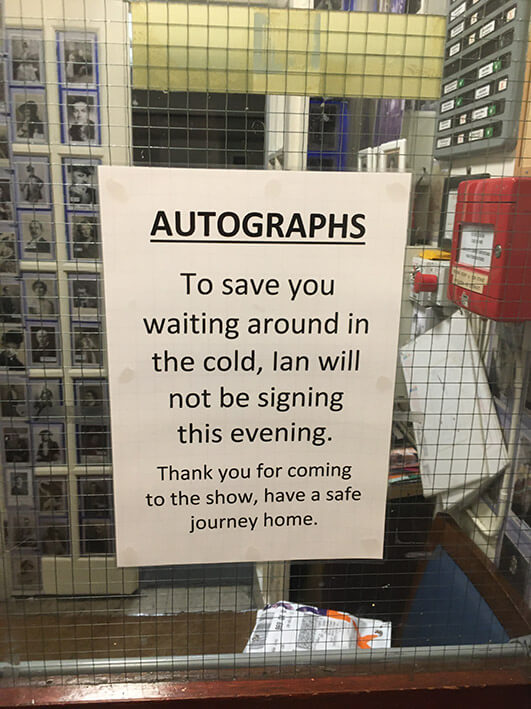 AUTOGRAPHS
To save you
waiting around in
the cold, Ian will
not be signing
this evening.
Thank you for coming
to the show, have a safe
journey home.